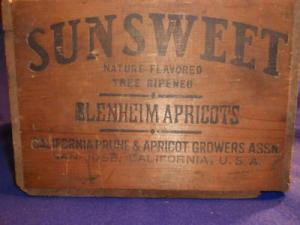 SUNSWEET
NATURE FLAVORED
TREE RIPENED
BLENHEIM APRICOTS
CALIFORNIA PRUNE & APRICOT GROWERS ASSN.
SAN JOSE, CALIFORNIA, U.S.A.